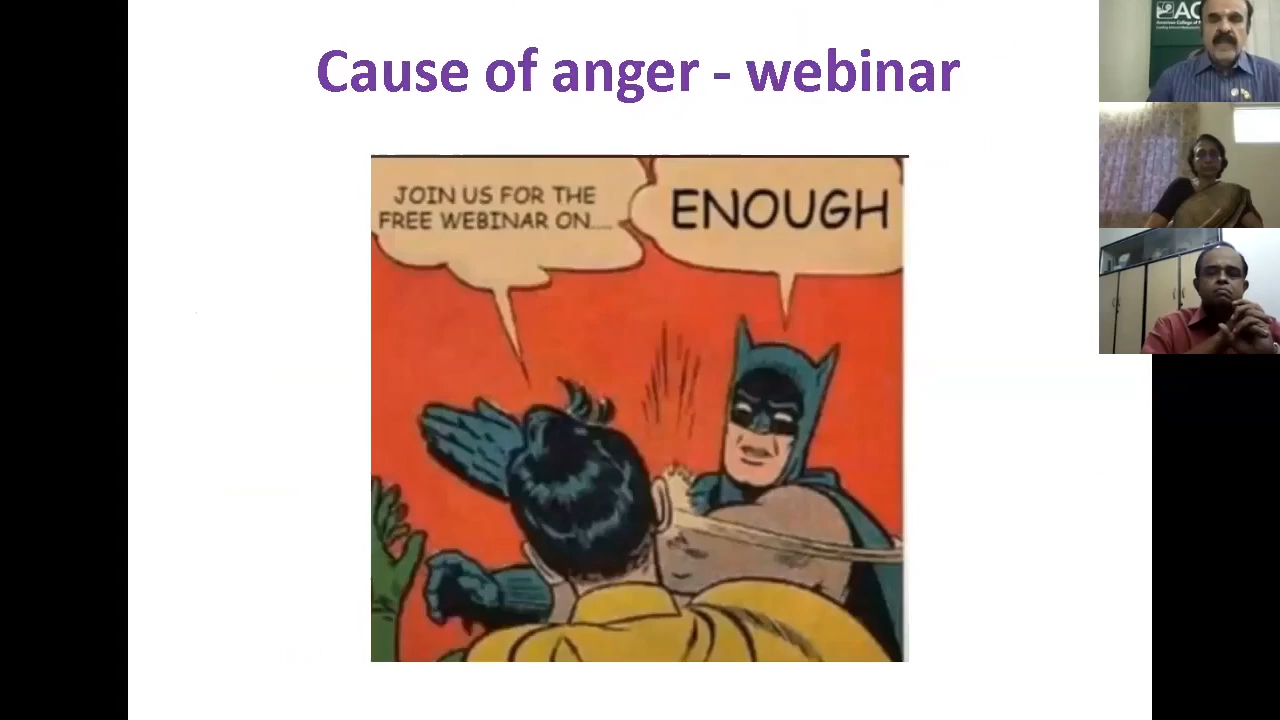 Cause of anger - webinar
JOIN US FOR THE
FREE WEBINAR ON.....
ENOUGH